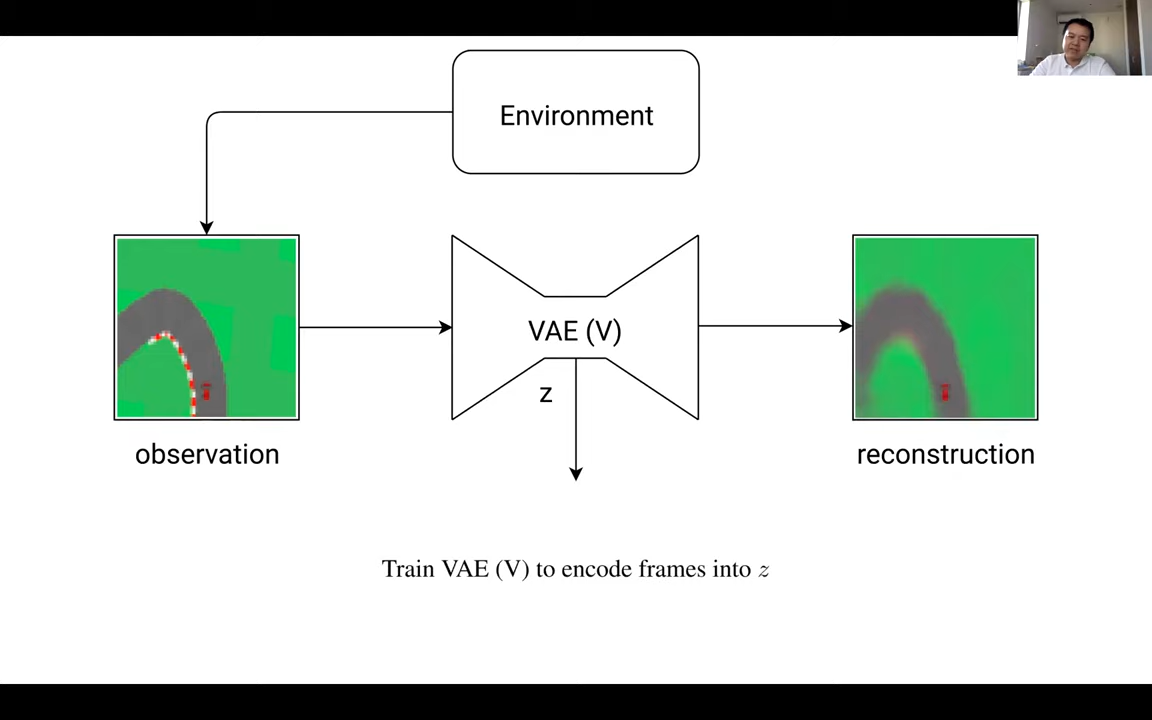 Environment
VAE (V)
z
observation
reconstruction
Train VAE (V) to encode frames into z